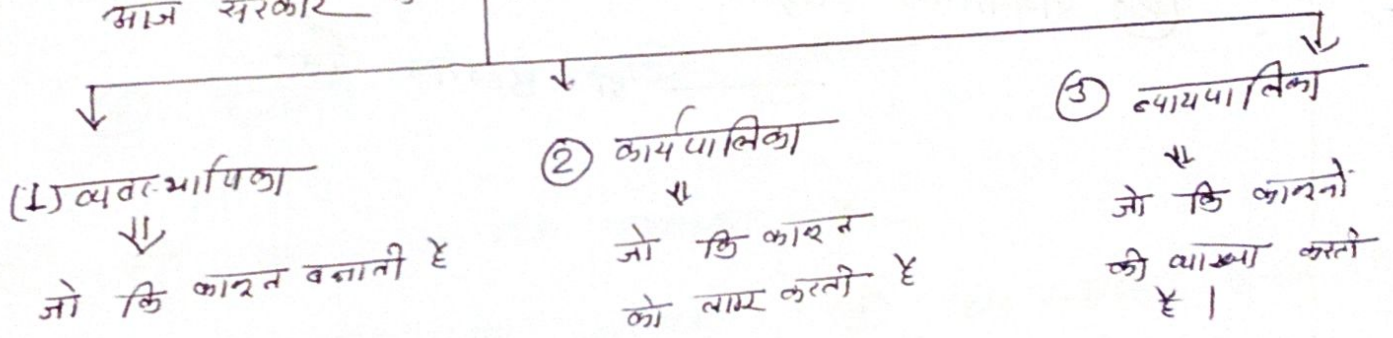 आज सरकार
(1) व्यवस्थापिका
जो कि कानून बनाती है
② कार्यपालिका
जो कि कानून
को लागू करती है
③ न्यायपालिका
जो कि कानूनों
की व्याख्या करती
है |